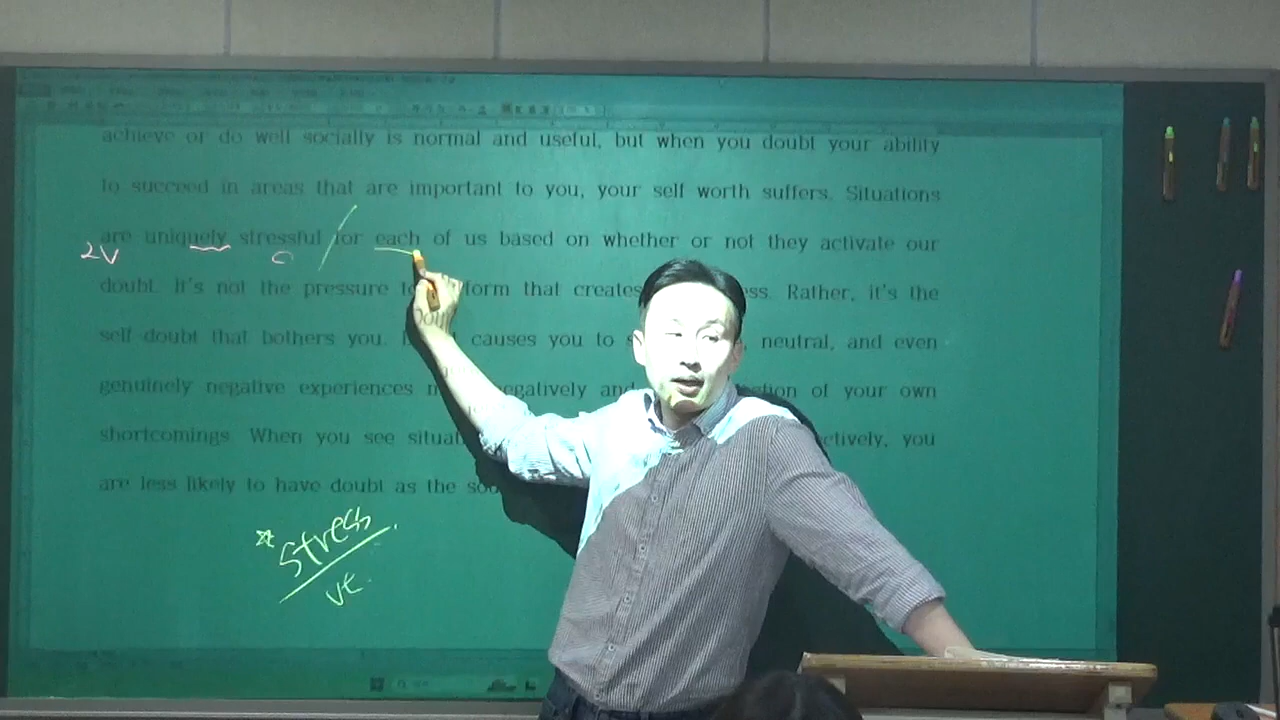 achieve or do well socially is normal and useful, but when you doubt your ability
to succeed in areas that are important to you, your self worth suffers. Situations
are uniquely stressful for each of us based on whether or not they activate our
2V
doubt. It's not the pressure to form that creates ess. Rather, it's the
self doubt that bothers you. causes you to neutral, and even
genuinely negative experiences egatively and of your own
shortcomings. When you see situat ctively, you
are less likely to have doubt as the sou
*stress
vt.